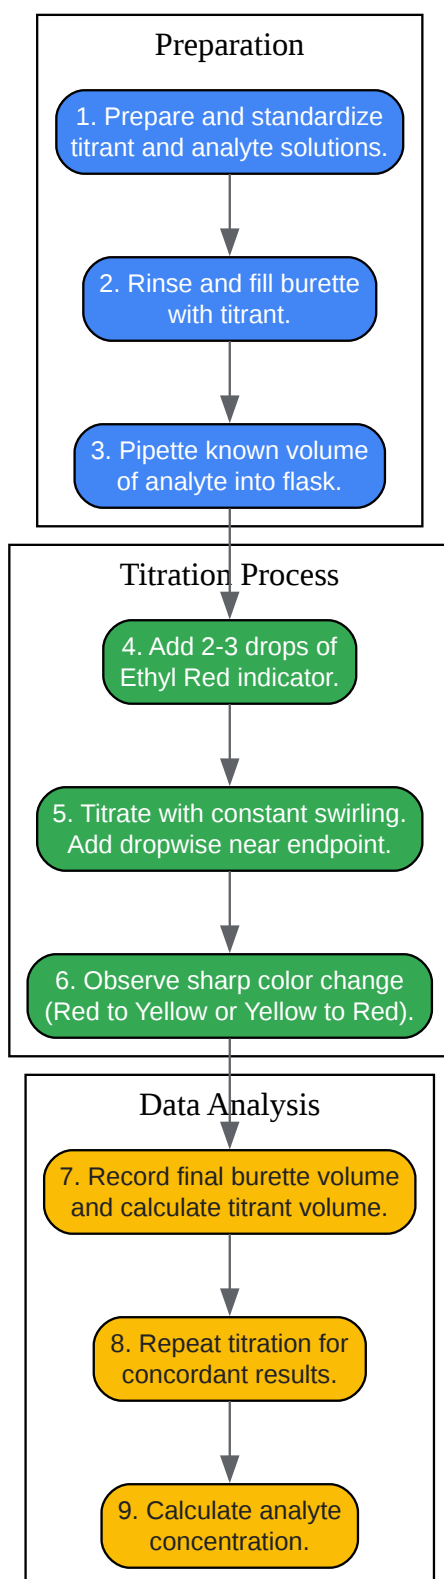 Preparation
1. Prepare and standardize
titrant and analyte solutions.
2. Rinse and fill burette
with titrant.
3. Pipette known volume
of analyte into flask.
Titration Process
4. Add 2-3 drops of
Ethyl Red indicator.
5. Titrate with constant swirling.
Add dropwise near endpoint.
6. Observe sharp color change
(Red to Yellow or Yellow to Red).
Data Analysis
7. Record final burette volume
and calculate titrant volume.
8. Repeat titration for
concordant results.
9. Calculate analyte
concentration.